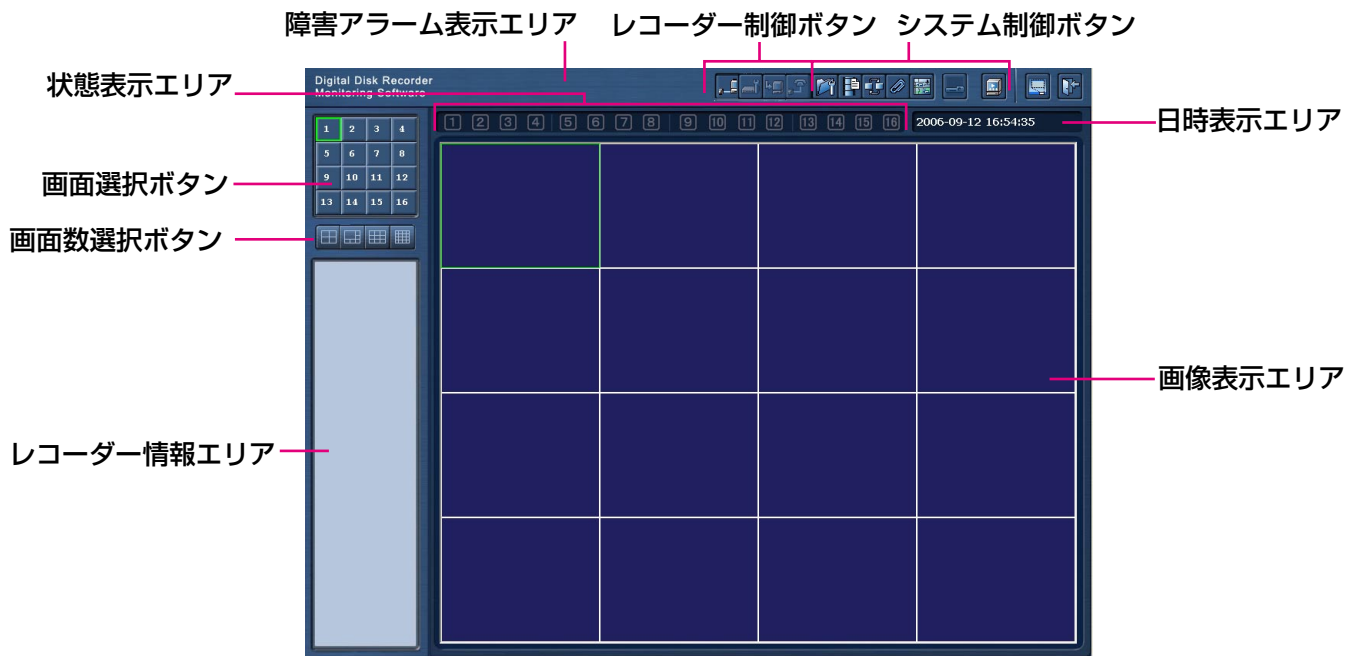 障害アラーム表示エリア
レコーダー制御ボタン
システム制御ボタン
状態表示エリア
Digital Disk Recorder
Monitoring Software
1 2 3 4 5 6 7 8 9 10 11 12 13 14 15 16
2006-09-12 16:54:35
日時表示エリア
1 2 3 4
5 6 7 8
9 10 11 12
13 14 15 16
画面選択ボタン
画面数選択ボタン
画像表示エリア
レコーダー情報エリア